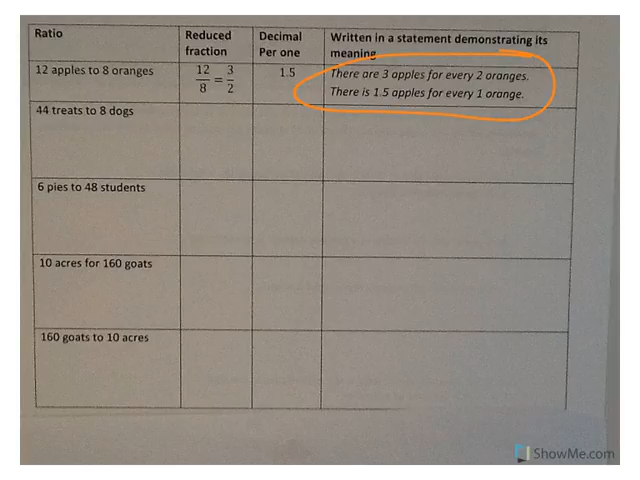 Ratio
Reduced fraction
Decimal Per one
Written in a statement demonstrating its meaning
12 apples to 8 oranges
12/8 = 3/2
1.5
There are 3 apples for every 2 oranges.
There is 1.5 apples for every 1 orange.
44 treats to 8 dogs
6 pies to 48 students
10 acres for 160 goats
160 goats to 10 acres
ShowMe.com